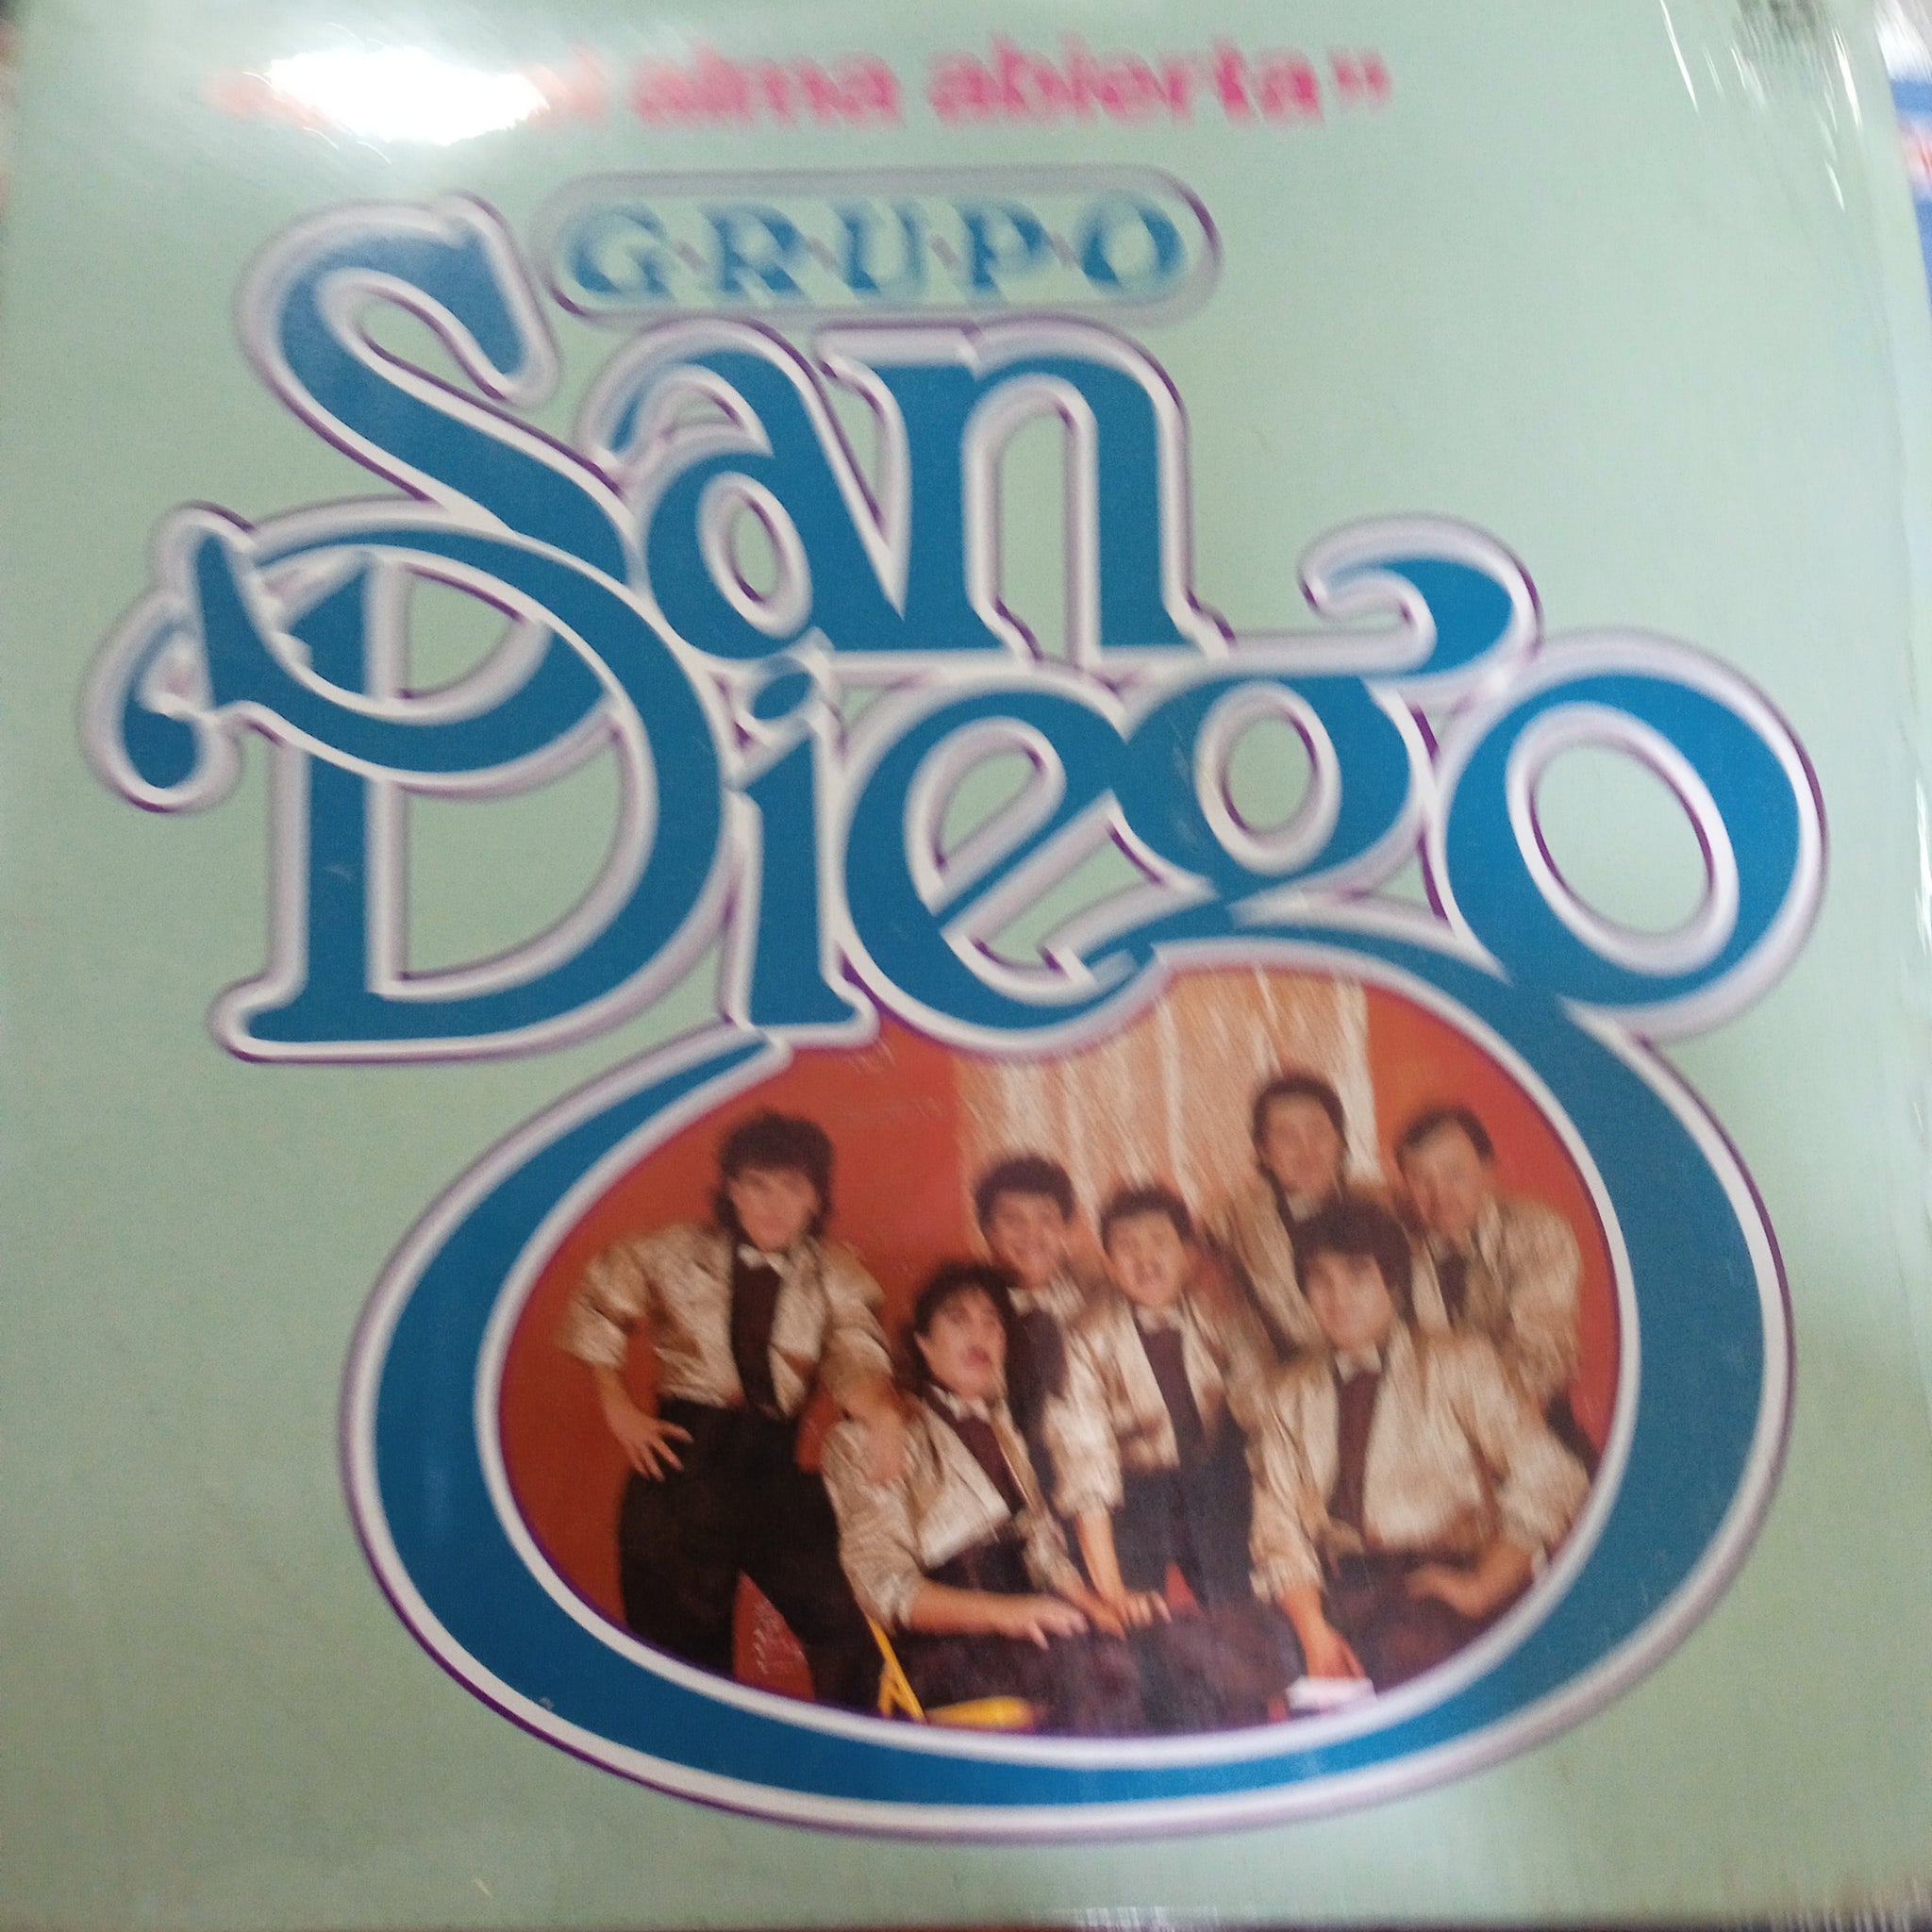 alma abierta»
GRUPO
San
Diego